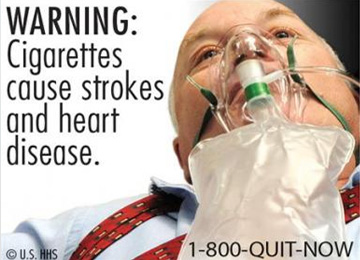 WARNING:
Cigarettes
cause strokes
and heart
disease.
© U.S. HHS
1-800-QUIT-NOW